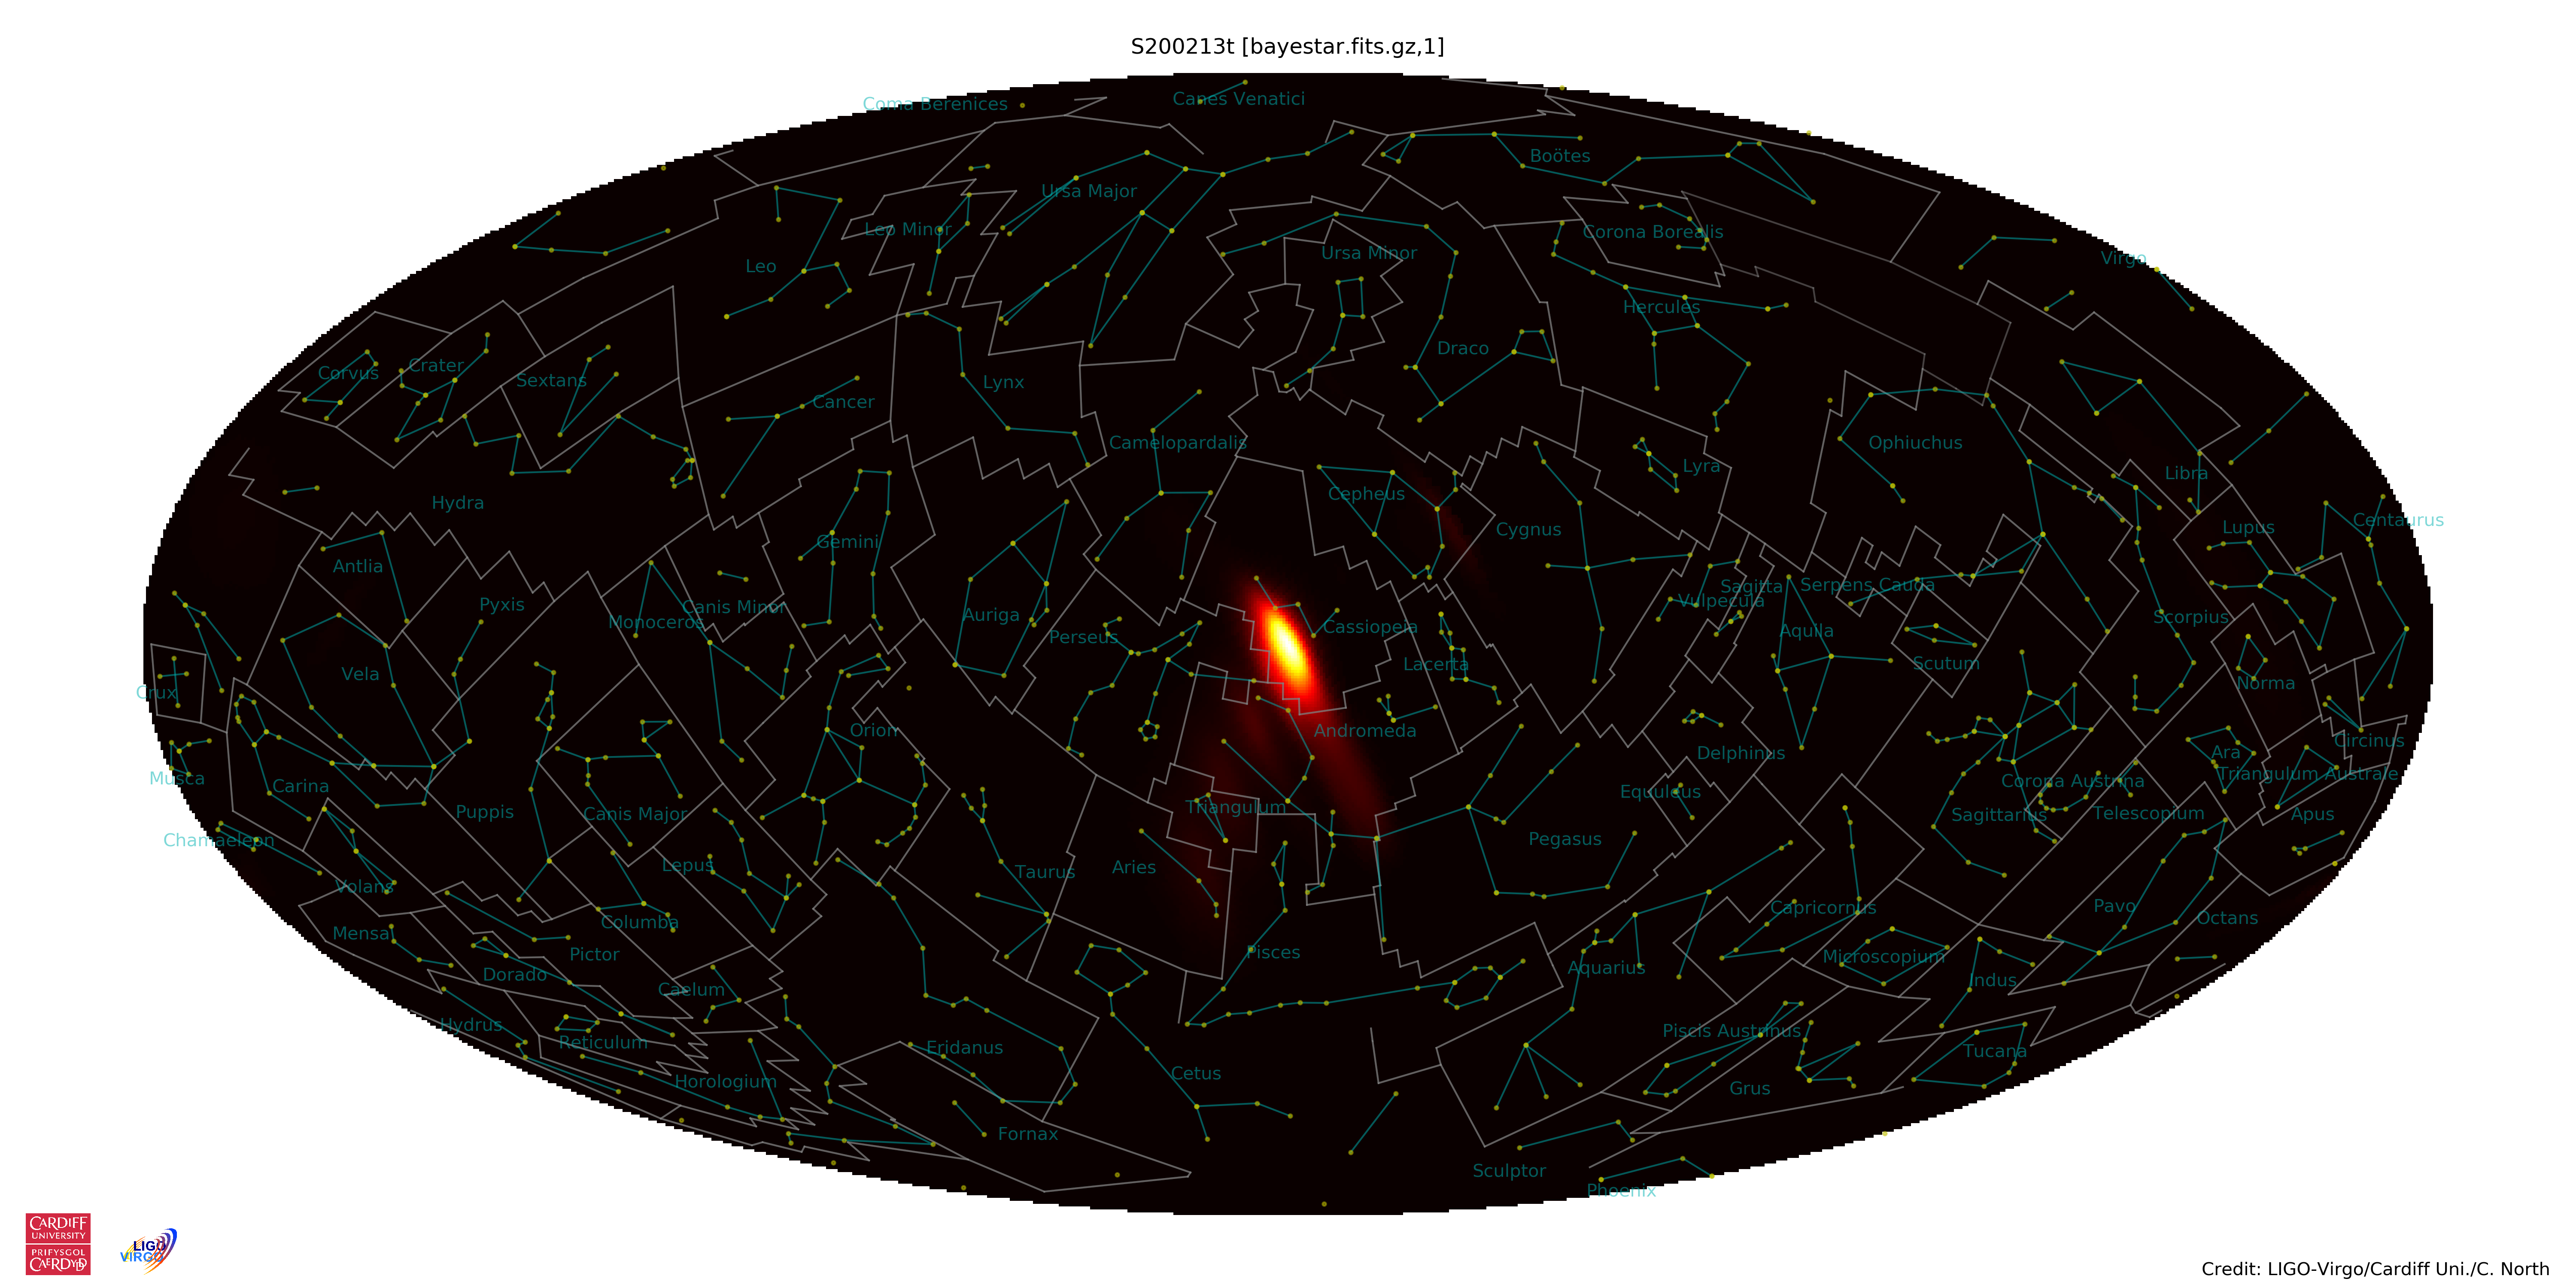 S200213t [bayestar.fits.gz,1]
Coma Berenices
Canes Venatici
Boötes
Ursa Major
Leo Minor
Corona Borealis
Ursa Minor
Virgo
Leo
Hercules
Draco
Corvus
Crater
Sextans
Lynx
Cancer
Camelopardalis
Ophiuchus
Lyra
Libra
Cepheus
Hydra
Cygnus
Lupus
Centaurus
Gemini
Antlia
Sagitta
Serpens Cauda
Vulpecula
Pyxis
Canis Minor
Monoceros
Auriga
Perseus
Cassiopeia
Aquila
Scorpius
Lacerta
Scutum
Vela
Norma
Crux
Orion
Andromeda
Delphinus
Ara
Circinus
Musca
Carina
Triangulum Australe
Corona Austrina
Equuleus
Triangulum
Puppis
Canis Major
Sagittarius
Telescopium
Apus
Chamaeleon
Pegasus
Lepus
Taurus
Aries
Volans
Capricornus
Pavo
Octans
Columba
Mensa
Pictor
Pisces
Microscopium
Aquarius
Dorado
Indus
Caelum
Hydrus
Reticulum
Piscis Austrinus
Eridanus
Tucana
Horologium
Cetus
Grus
Fornax
Sculptor
Phoenix
CARDIFF
UNIVERSITY
PRIFYSGOL
CAERDYDD
LIGO
VIRGO
Credit: LIGO-Virgo/Cardiff Uni./C. North